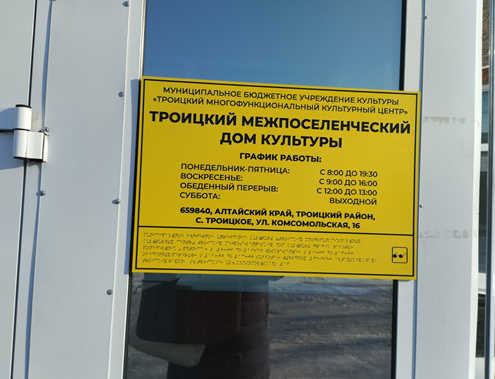 МУНИЦИПАЛЬНОЕ БЮДЖЕТНОЕ УЧРЕЖДЕНИЕ КУЛЬТУРЫ
«ТРОИЦКИЙ МНОГОФУНКЦИОНАЛЬНЫЙ КУЛЬТУРНЫЙ ЦЕНТР»
ТРОИЦКИЙ МЕЖПОСЕЛЕНЧЕСКИЙ
ДОМ КУЛЬТУРЫ
ГРАФИК РАБОТЫ:
ПОНЕДЕЛЬНИК-ПЯТНИЦА: С 8:00 ДО 19:30
ВОСКРЕСЕНЬЕ: С 9:00 ДО 16:00
ОБЕДЕННЫЙ ПЕРЕРЫВ: С 12:00 ДО 13:00
СУББОТА: ВЫХОДНОЙ
659840, АЛТАЙСКИЙ КРАЙ, ТРОИЦКИЙ РАЙОН,
С. ТРОИЦКОЕ, УЛ. КОМСОМОЛЬСКАЯ, 16